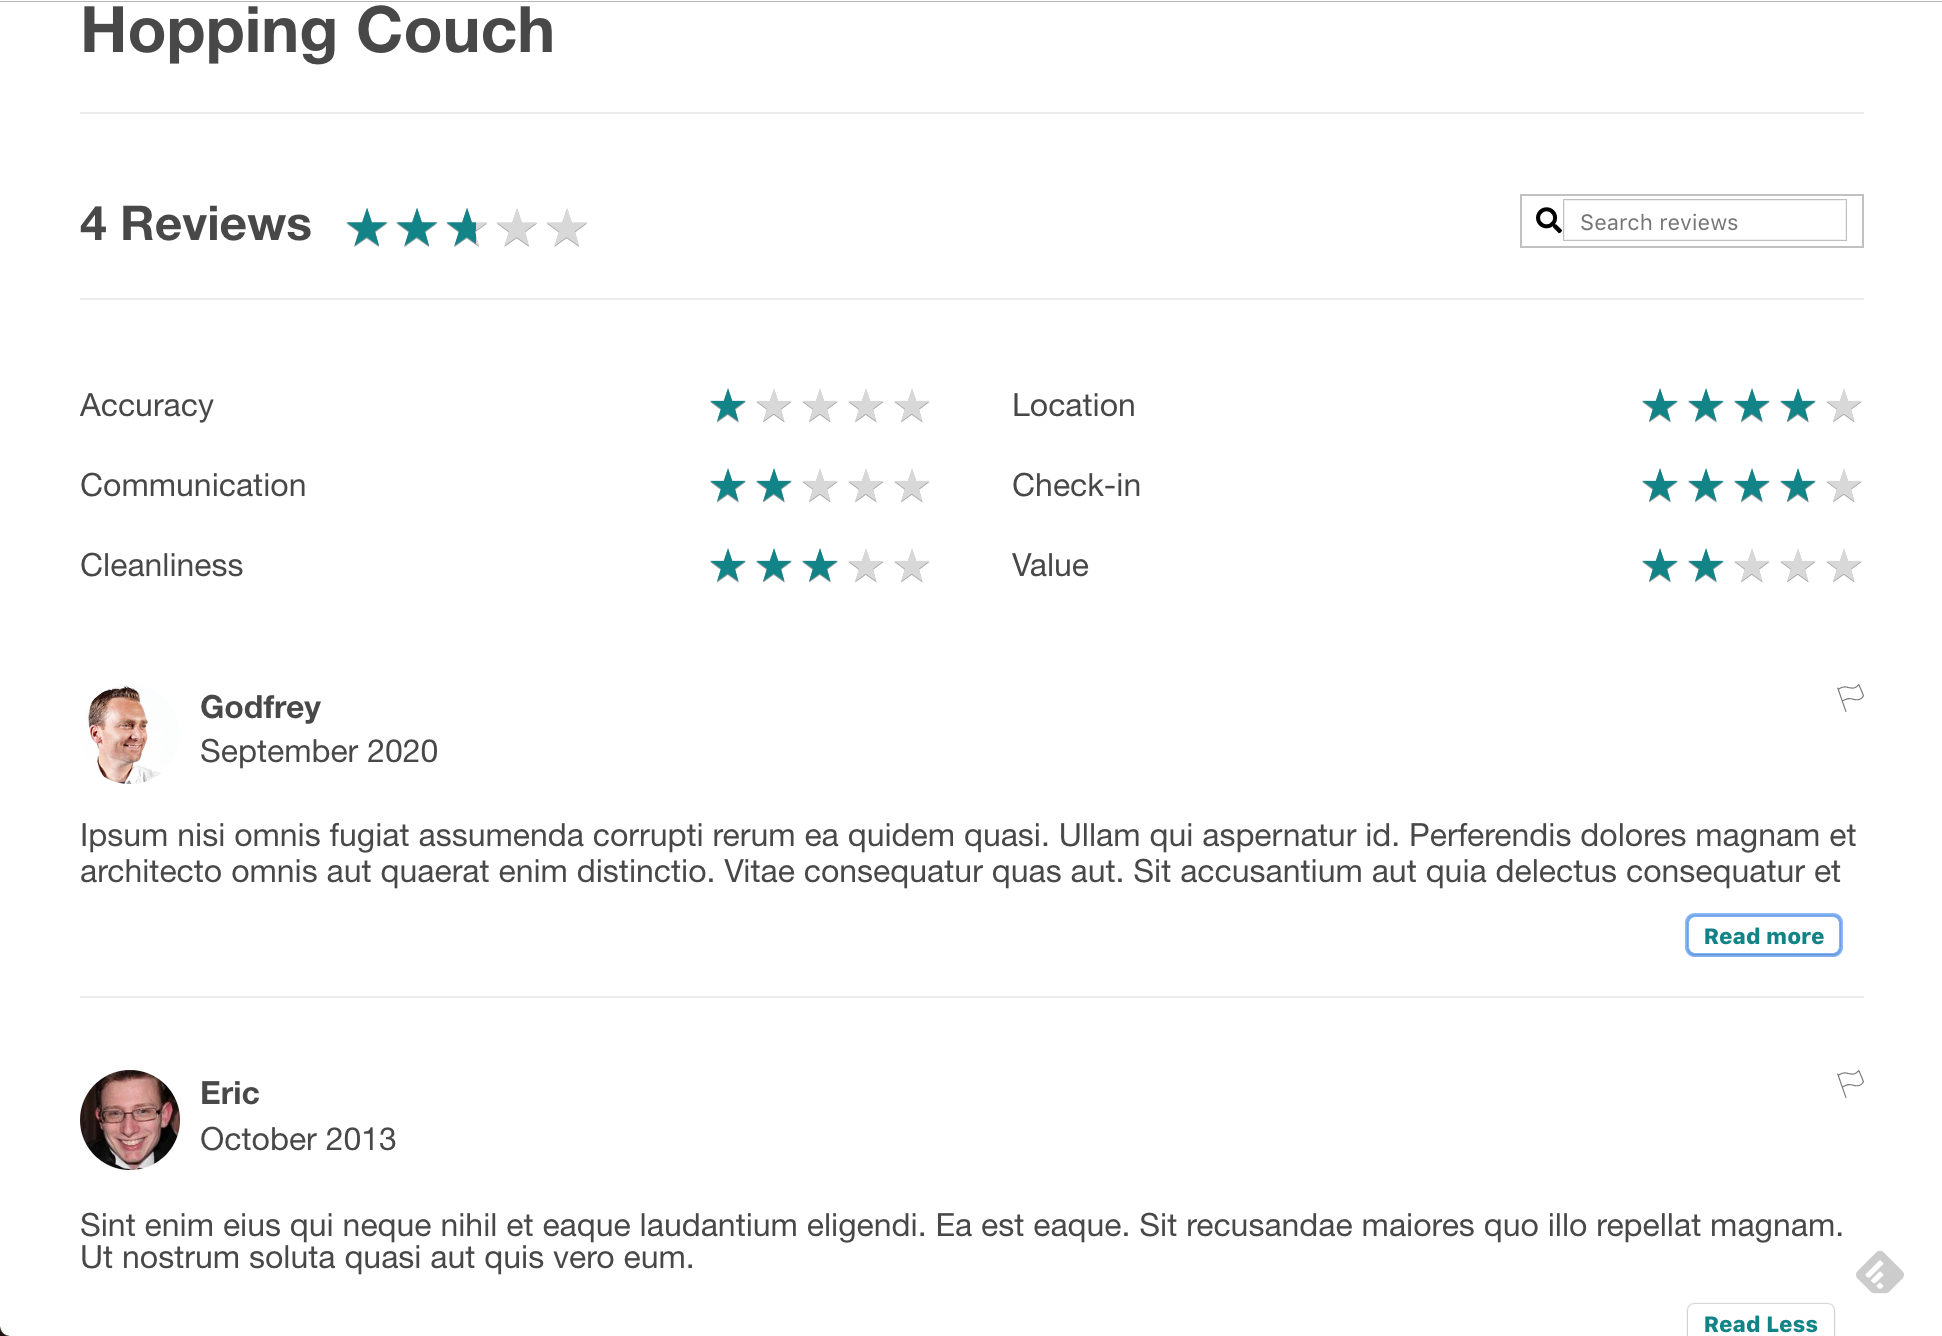 Hopping Couch
4 Reviews
Search reviews
Accuracy
Location
Communication
Check-in
Cleanliness
Value
Godfrey
September 2020
Ipsum nisi omnis fugiat assumenda corrupti rerum ea quidem quasi. Ullam qui aspernatur id. Perferendis dolores magnam et
architecto omnis aut quaerat enim distinctio. Vitae consequatur quas aut. Sit accusantium aut quia delectus consequatur et
Read more
Eric
October 2013
Sint enim eius qui neque nihil et eaque laudantium eligendi. Ea est eaque. Sit recusandae maiores quo illo repellat magnam.
Ut nostrum soluta quasi aut quis vero eum.
Read Less